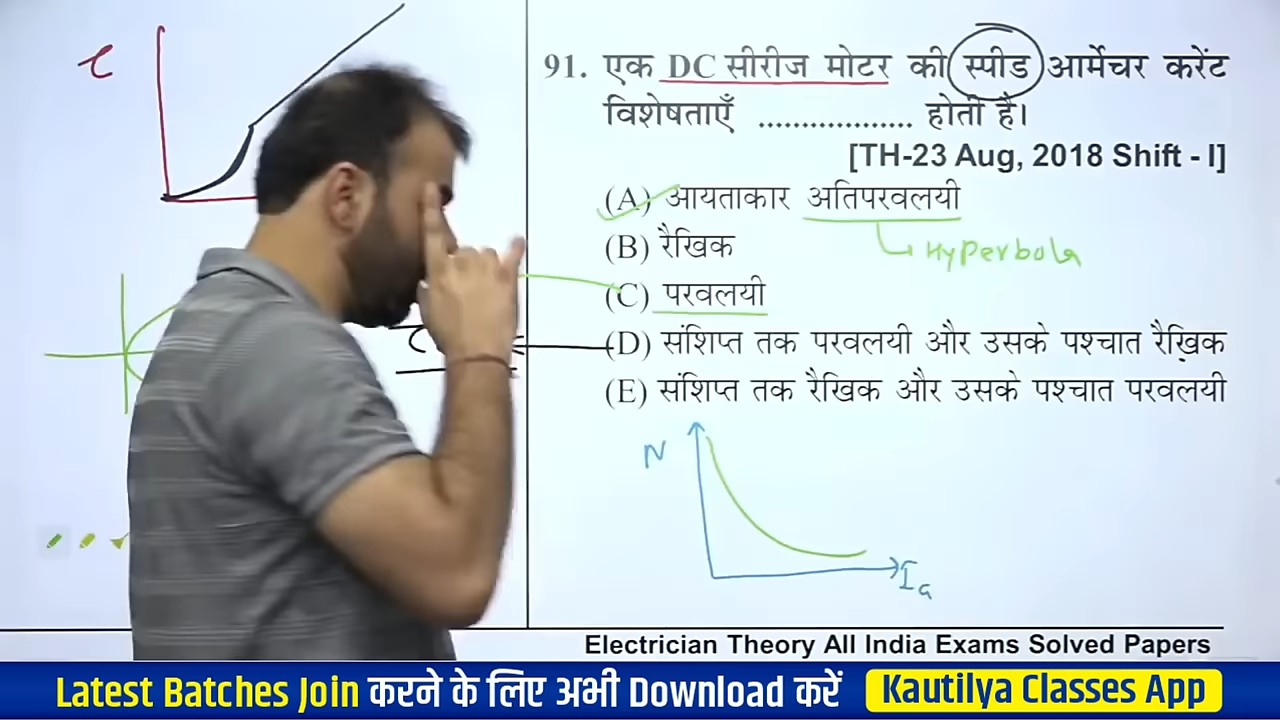 τ
91. एक DC सीरीज मोटर की स्पीड आर्मेचर करेंट
विशेषताएँ .................. होती है।
[TH-23 Aug, 2018 Shift - I]
(A) आयताकार अतिपरवलयी
(B) रैखिक
Hyperbola
(C) परवलयी
(D) संशिप्त तक परवलयी और उसके पश्चात रैखिक
(E) संशिप्त तक रैखिक और उसके पश्चात परवलयी
N
Ia
Electrician Theory All India Exams Solved Papers
Latest Batches Join करने के लिए अभी Download करें Kautilya Classes App